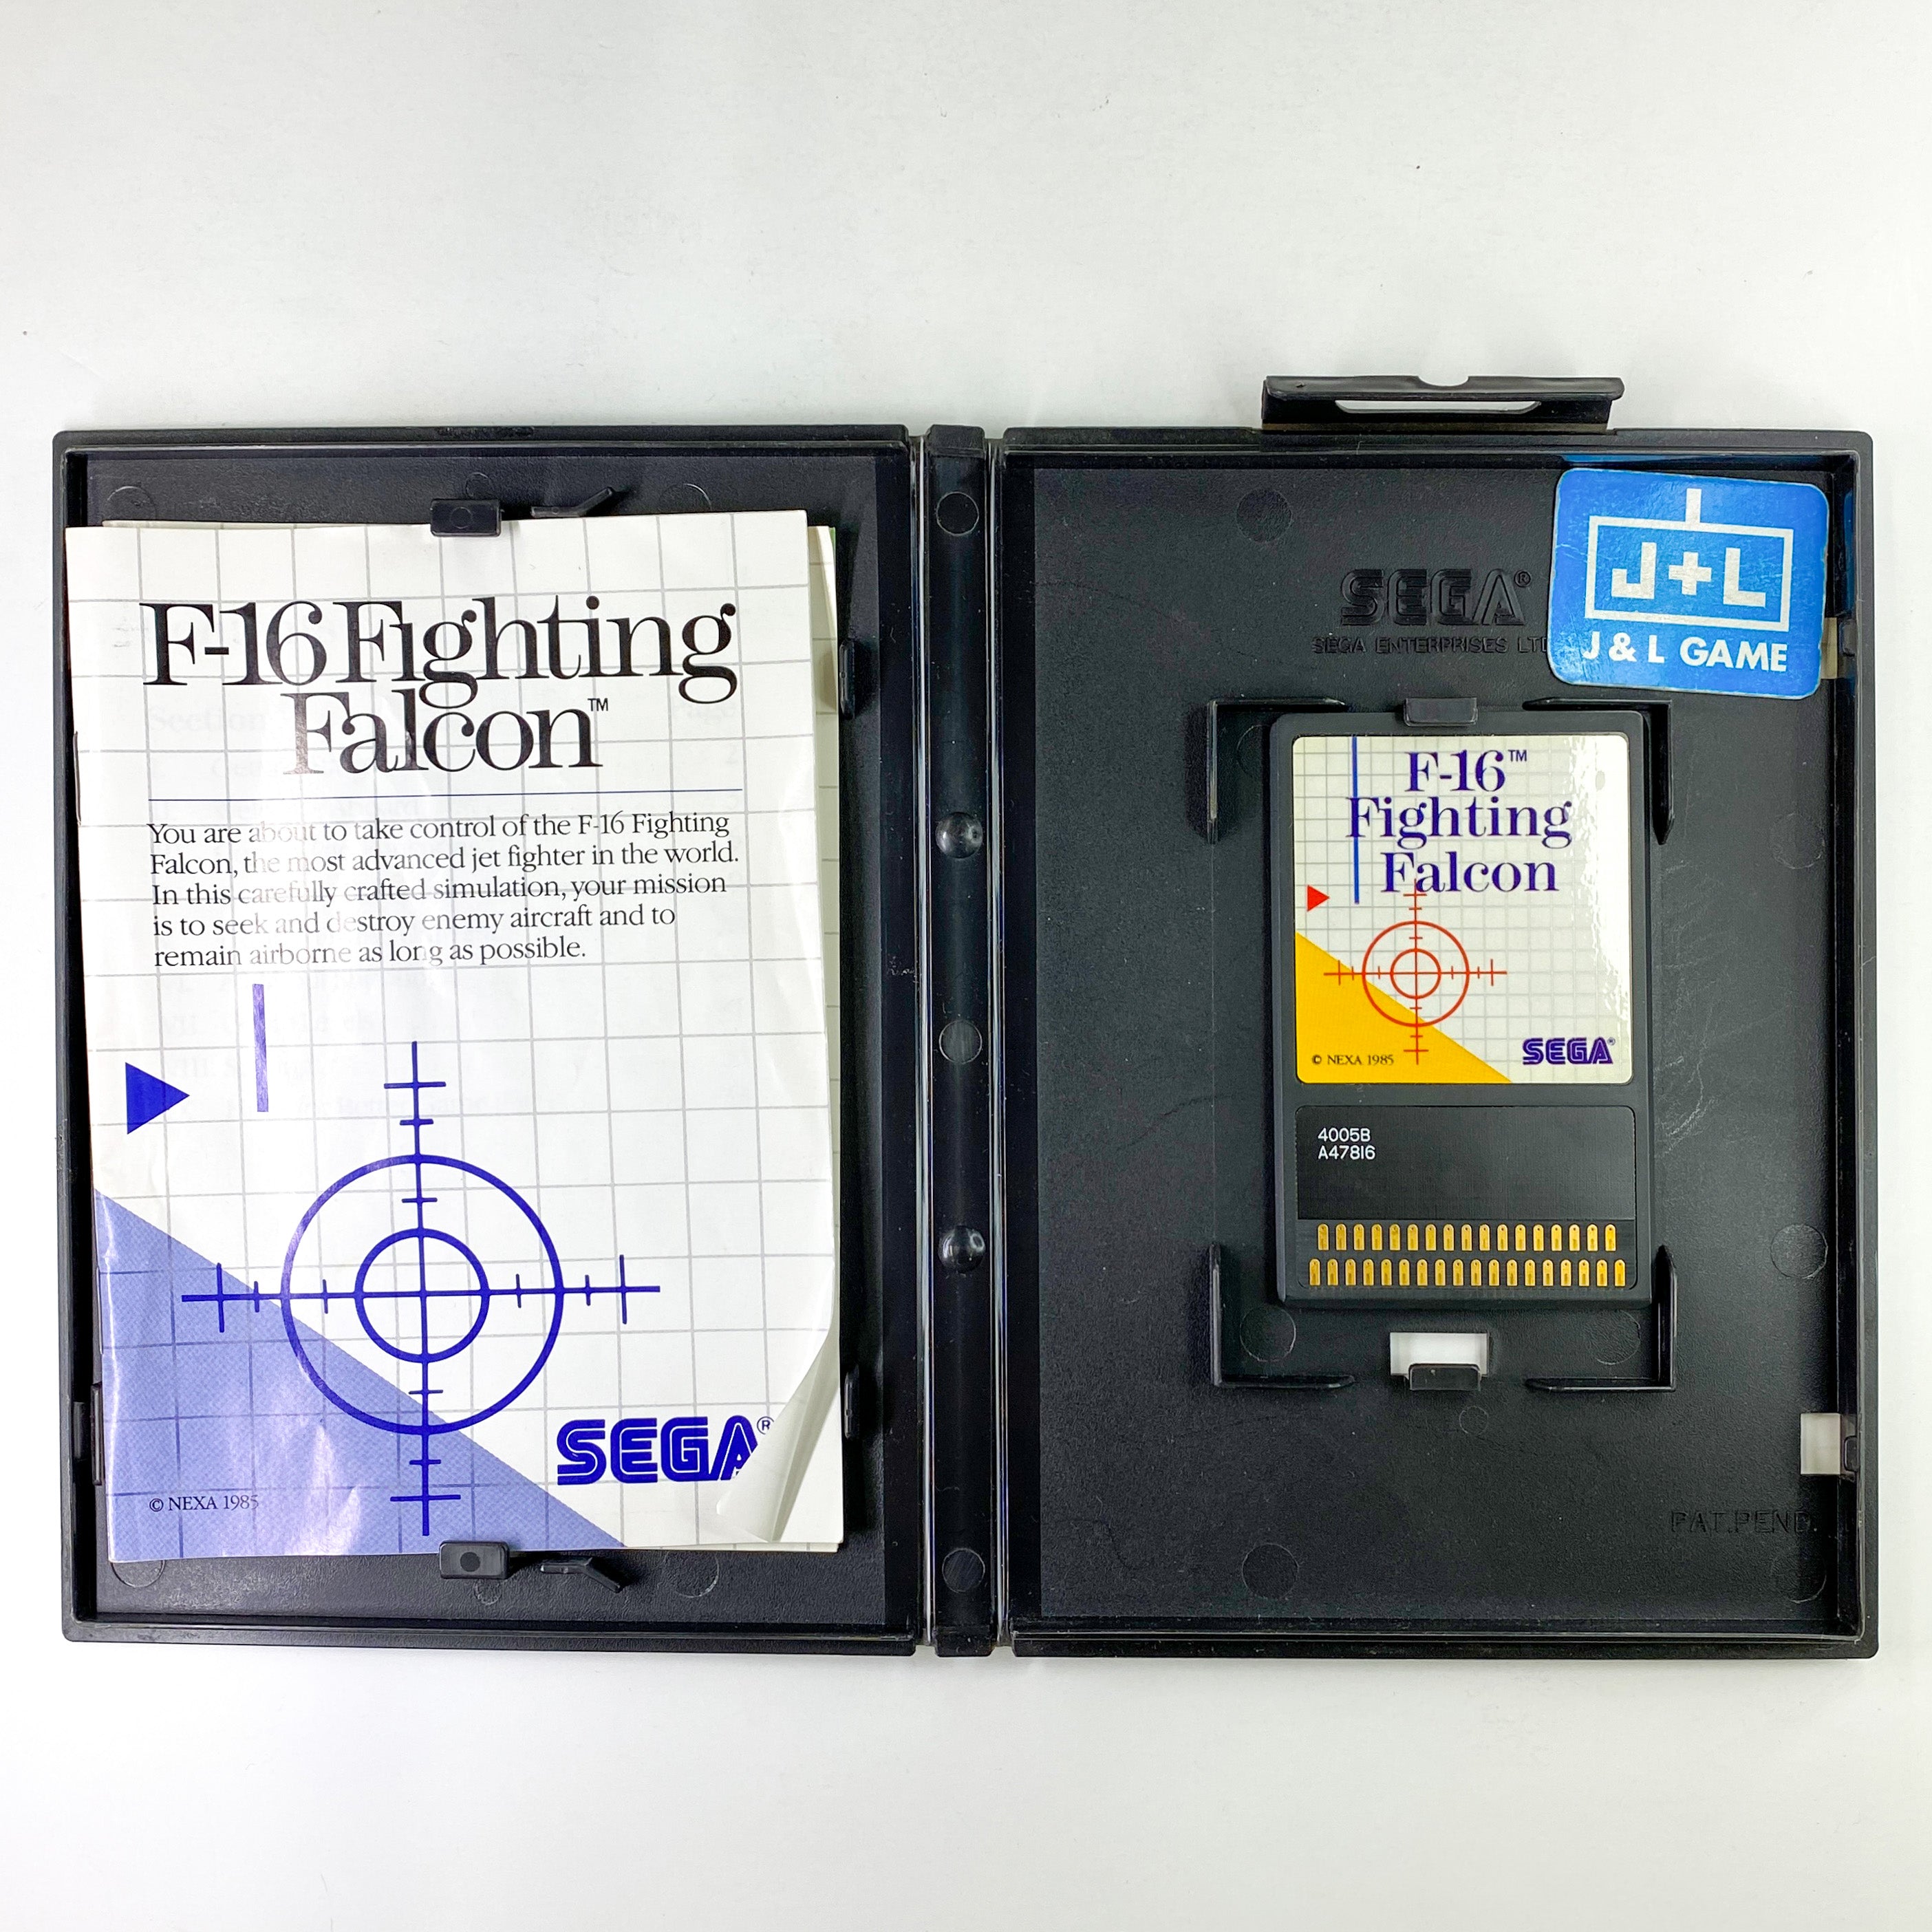 F-16 Fighting
Falcon™
You are about to take control of the F-16 Fighting
Falcon, the most advanced jet fighter in the world.
In this carefully crafted simulation, your mission
is to seek and destroy enemy aircraft and to
remain airborne as long as possible.
SEGA®
© NEXA 1985
SEGA®
SEGA ENTERPRISES LTD
J+L
J & L GAME
F-16™
Fighting
Falcon
© NEXA 1985
SEGA®
4005B
A47816
PAT.PEND.